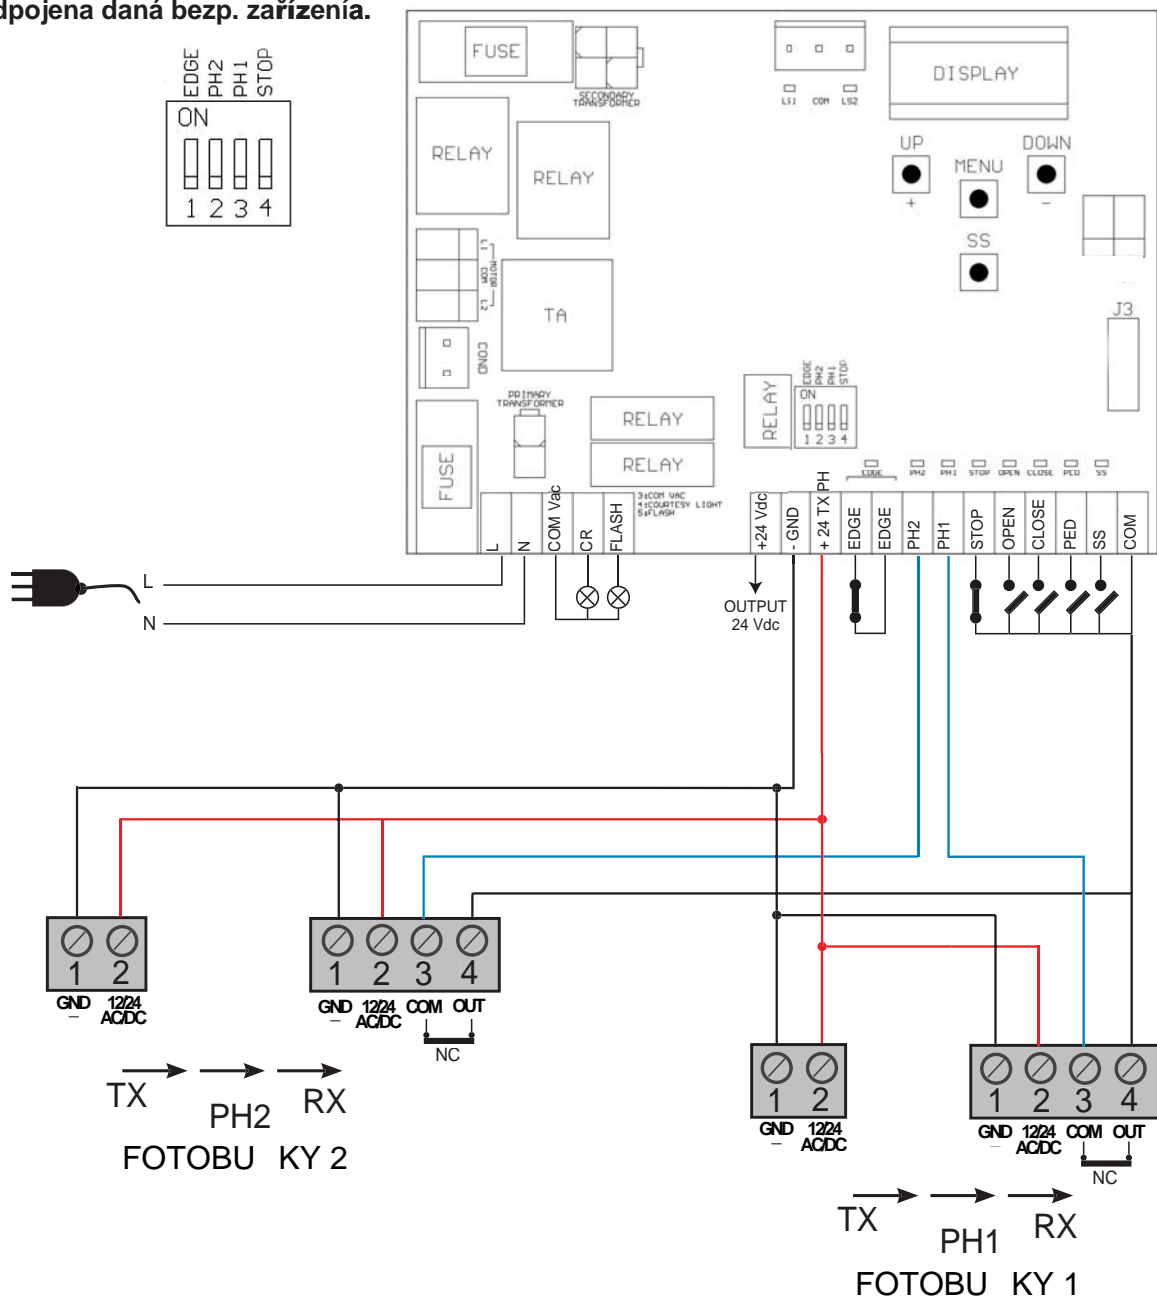 dpojena daná bezp. zařízenía.
EDGE
PH2
PH1
STOP
ON
1 2 3 4
FUSE
SECONDARY
TRANSFORMER
LS1 COM LS2
DISPLAY
UP
DOWN
MENU
+
-
SS
RELAY
RELAY
L1
COM
L2
MOTOR
TA
COND
J3
PRIMARY
TRANSFORMER
RELAY
RELAY
RELAY
EDGE
PH2
PH1
STOP
ON
1 2 3 4
FUSE
3:COM VAC
4:COURTESY LIGHT
5:FLASH
EDGE PH2 PH1 STOP OPEN CLOSE PED SS
L
N
COM Vac
CR
FLASH
+24 Vdc
- GND
+ 24 TX PH
EDGE
EDGE
PH2
PH1
STOP
OPEN
CLOSE
PED
SS
COM
L
N
OUTPUT
24 Vdc
1 2
GND 12/24
– AC/DC
1 2 3 4
GND 12/24 COM OUT
– AC/DC
NC
TX
PH2
RX
FOTOBU KY 2
1 2
GND 12/24
– AC/DC
1 2 3 4
GND 12/24 COM OUT
– AC/DC
NC
TX
PH1
RX
FOTOBU KY 1